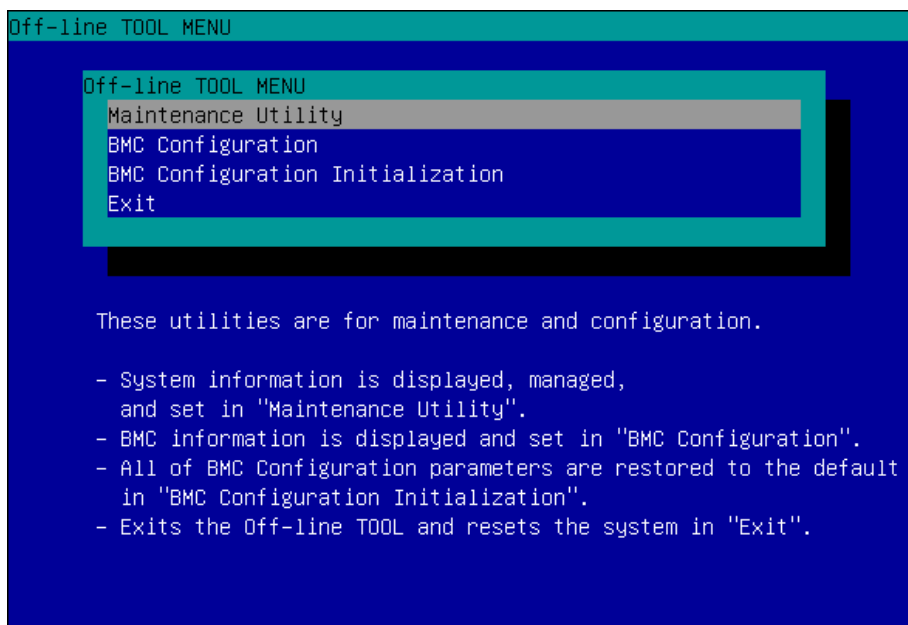 Off-line TOOL MENU
Off-line TOOL MENU
Maintenance Utility
BMC Configuration
BMC Configuration Initialization
Exit
These utilities are for maintenance and configuration.
- System information is displayed, managed,
and set in "Maintenance Utility".
- BMC information is displayed and set in "BMC Configuration".
- All of BMC Configuration parameters are restored to the default
in "BMC Configuration Initialization".
- Exits the Off-line TOOL and resets the system in "Exit".